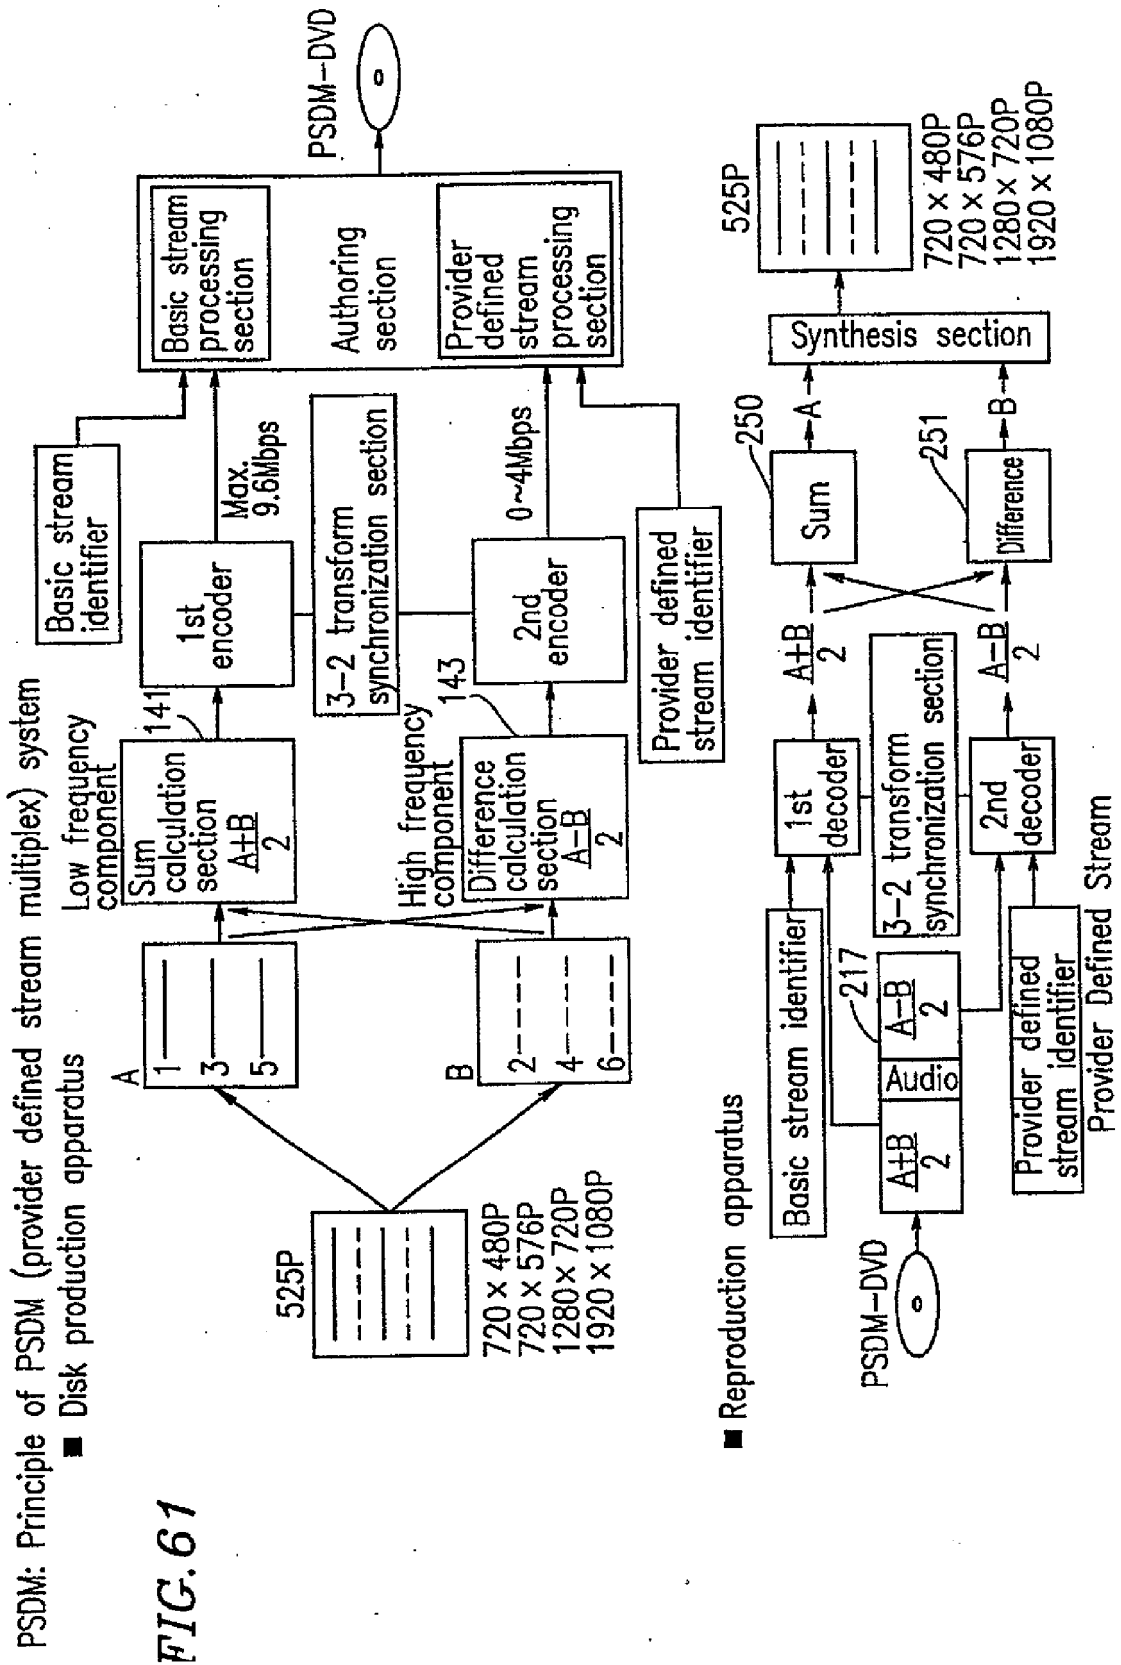 FIG. 61
PSDM: Principle of PSDM (provider defined stream multiplex) system
■ Disk production apparatus
525P
720 × 480P
720 × 576P
1280 × 720P
1920 × 1080P
A
1
3
5
B
2
4
6
Low frequency
component
Sum
calculation
section
A+B
2
141
High frequency
component
Difference
calculation
section
A-B
2
143
Basic stream
identifier
1st
encoder
3-2 transform
synchronization section
2nd
encoder
Provider defined
stream identifier
Max.
9.6Mbps
0~4Mbps
Basic stream
processing
section
Authoring
section
Provider
defined
stream
processing
section
PSDM-DVD
■ Reproduction apparatus
PSDM-DVD
Basic stream identifier
217
A+B
2
Audio
A-B
2
Provider defined
stream identifier
Provider Defined Stream
1st
decoder
3-2 transform
synchronization section
2nd
decoder
A+B
2
A-B
2
250
Sum
251
Difference
A
B
Synthesis section
525P
720 × 480P
720 × 576P
1280 × 720P
1920 × 1080P